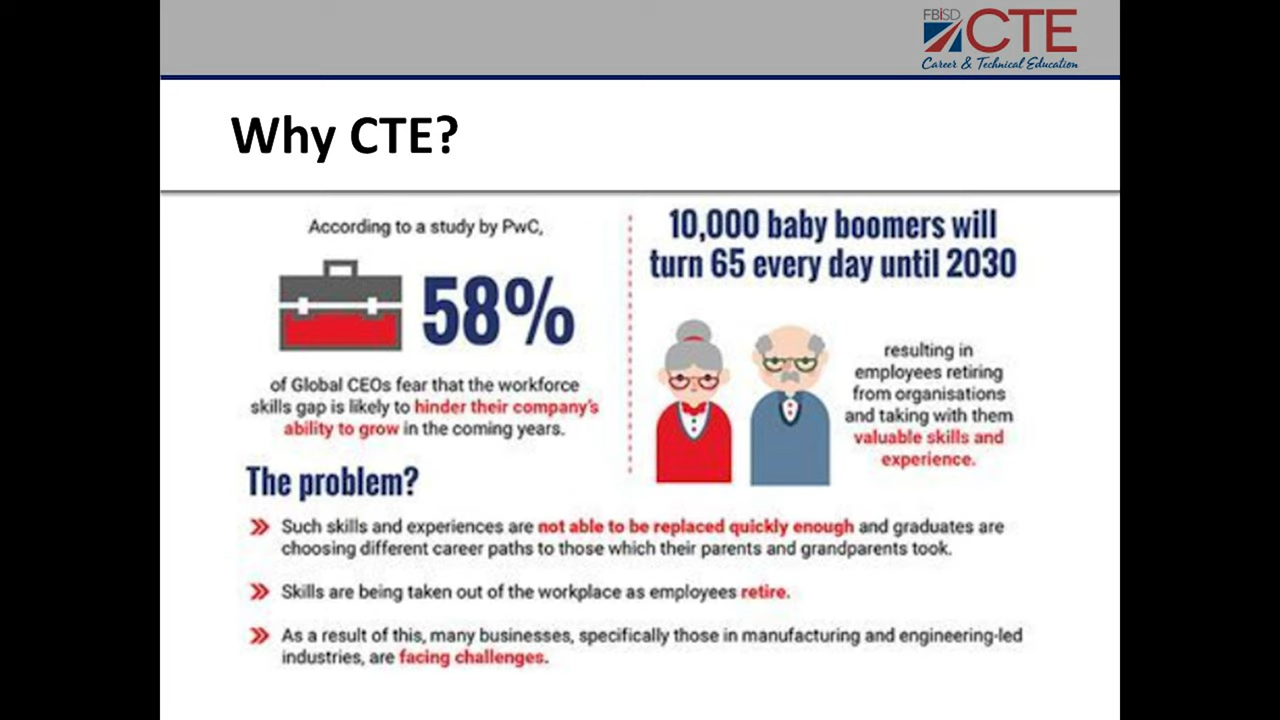 FBISD
CTE
Career & Technical Education
Why CTE?
According to a study by PwC,
58%
of Global CEOs fear that the workforce
skills gap is likely to hinder their company's
ability to grow in the coming years.
10,000 baby boomers will
turn 65 every day until 2030
resulting in
employees retiring
from organisations
and taking with them
valuable skills and
experience.
The problem?
Such skills and experiences are not able to be replaced quickly enough and graduates are
choosing different career paths to those which their parents and grandparents took.
Skills are being taken out of the workplace as employees retire.
As a result of this, many businesses, specifically those in manufacturing and engineering-led
industries, are facing challenges.